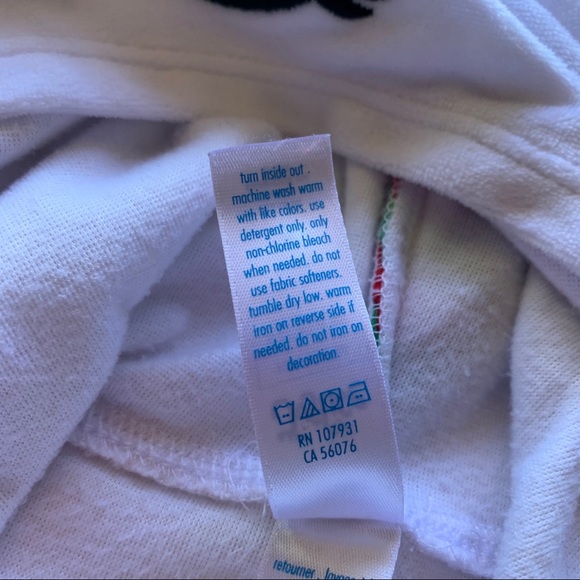 turn inside out .
machine wash warm
with like colors. use
detergent only. only
non-chlorine bleach
when needed. do not
use fabric softeners.
tumble dry low. warm
iron on reverse side if
needed. do not iron on
decoration.
RN 107931
CA 56076
retourner .